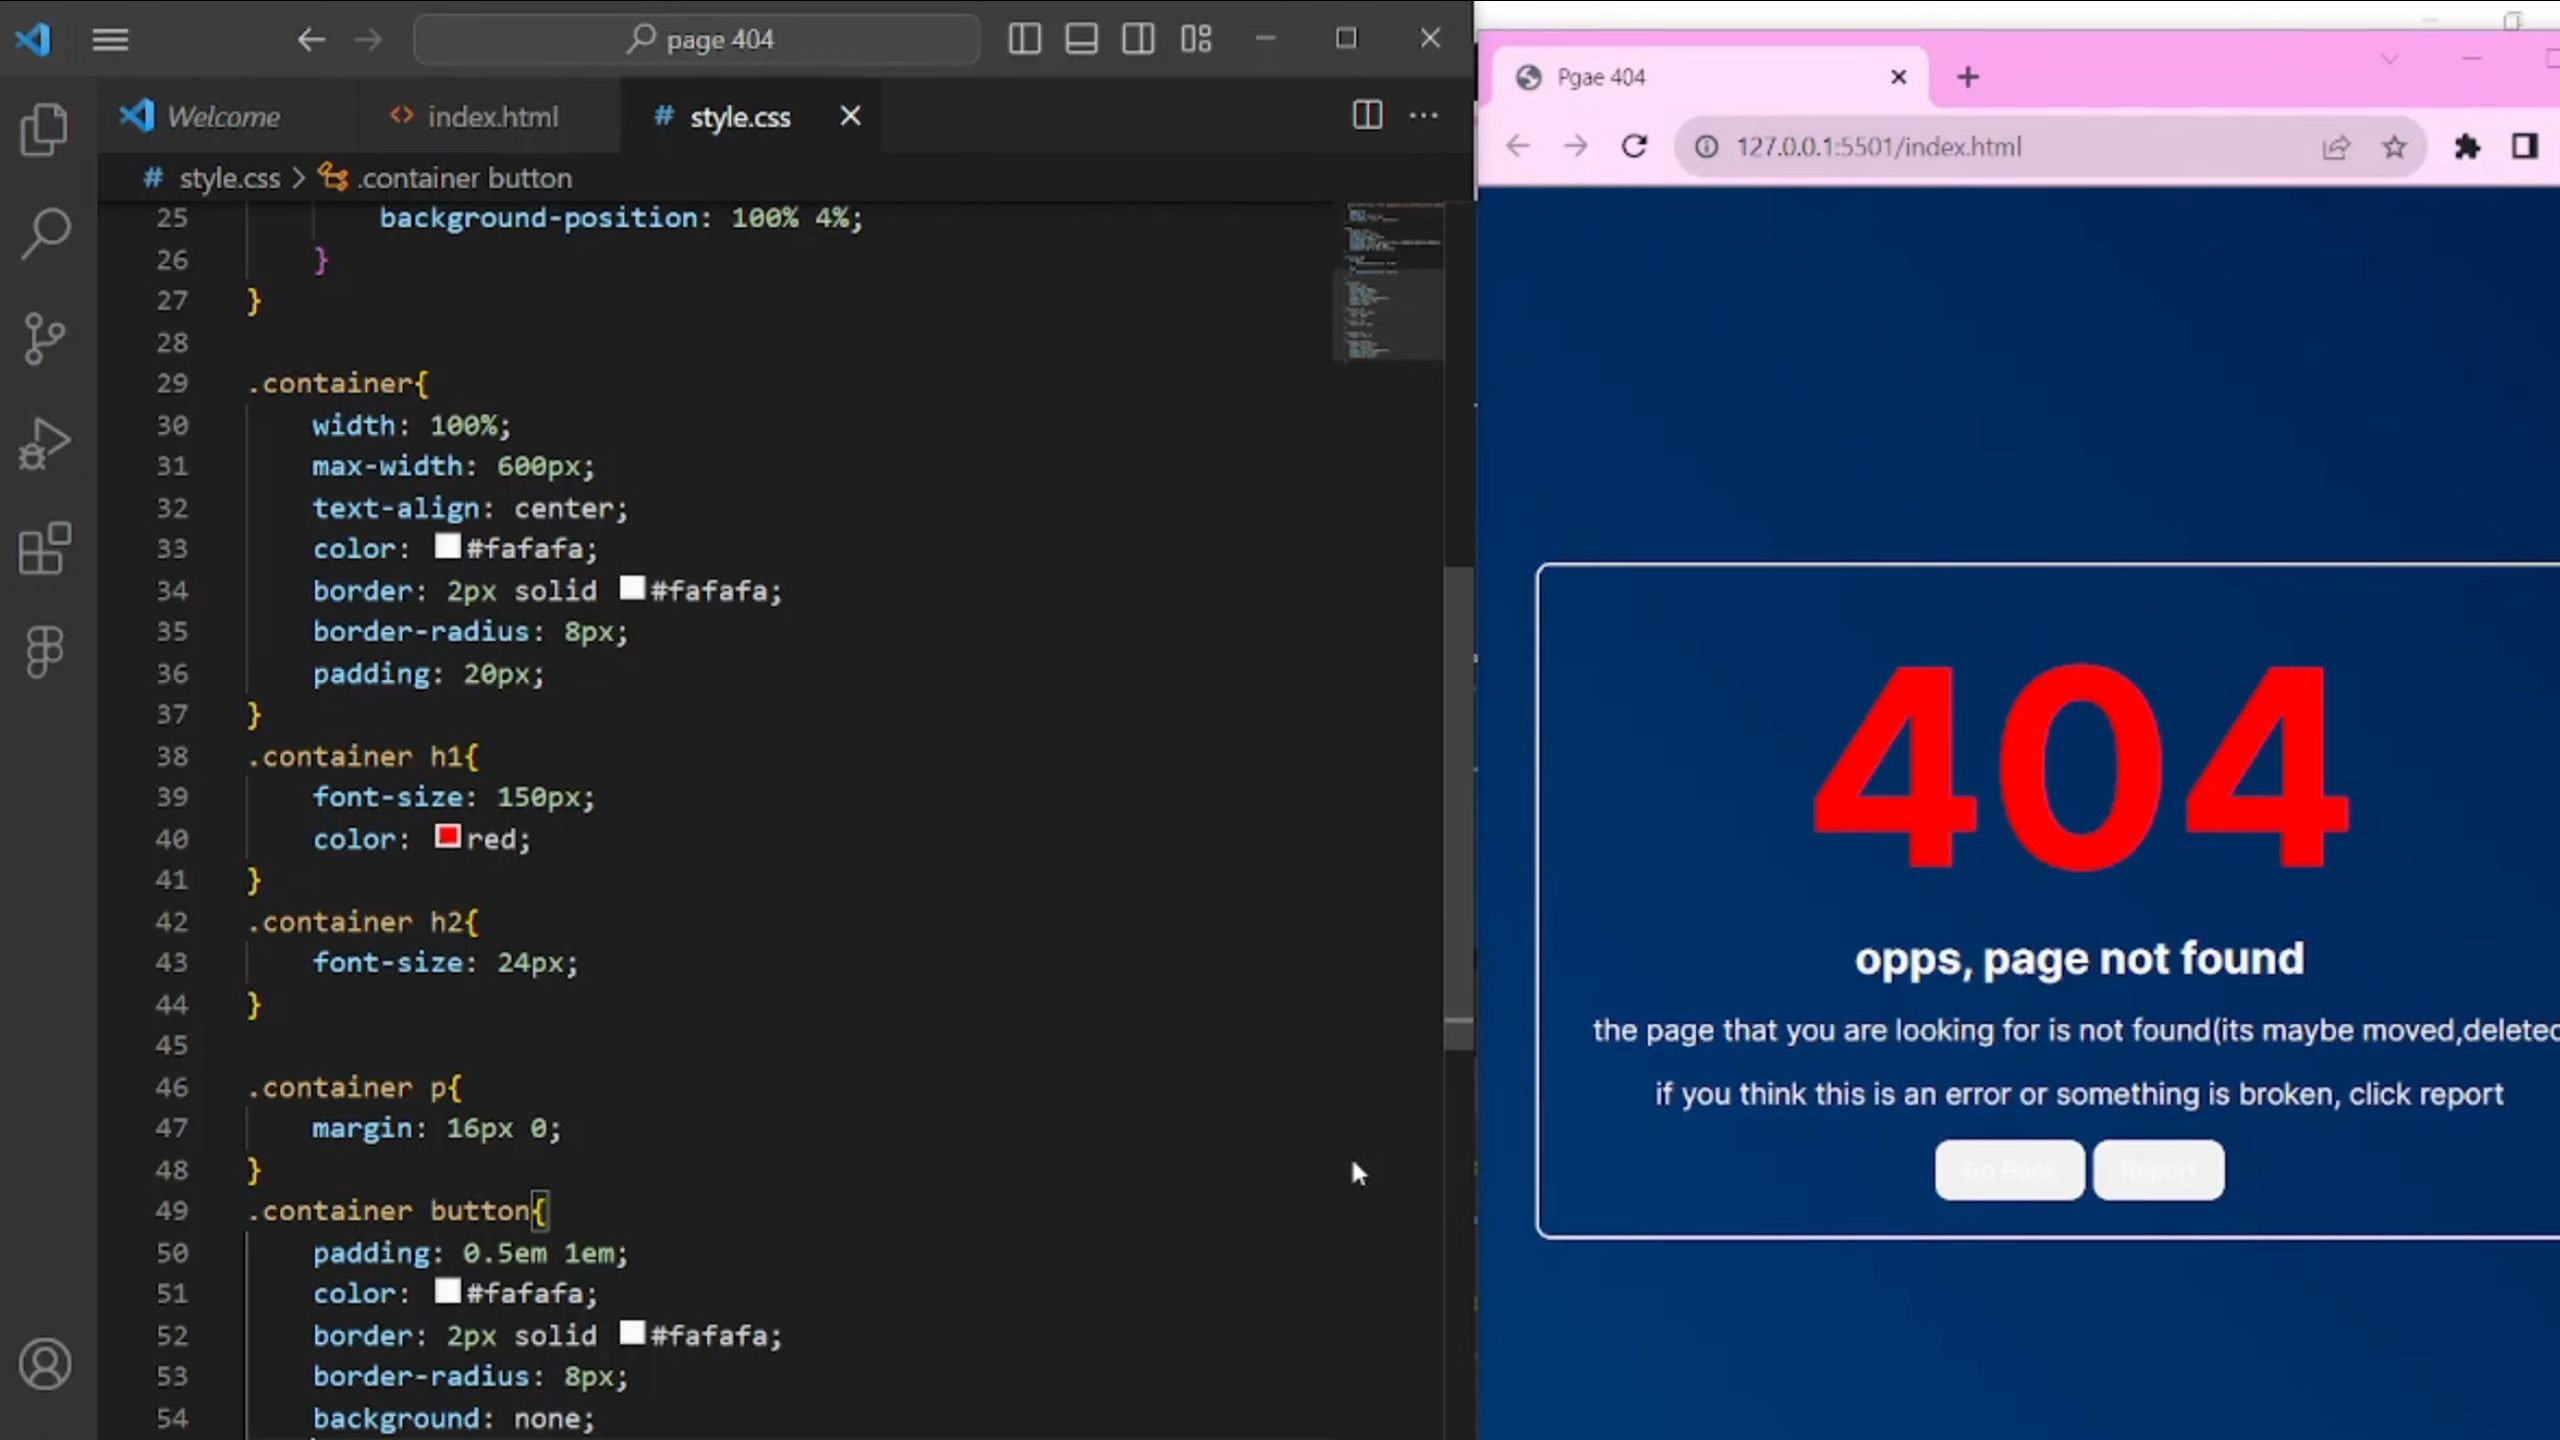 page 404
Welcome
index.html
# style.css
# style.css > .container button
25 background-position: 100% 4%;
26 }
27 }
28
29 .container{
30 width: 100%;
31 max-width: 600px;
32 text-align: center;
33 color: #fafafa;
34 border: 2px solid #fafafa;
35 border-radius: 8px;
36 padding: 20px;
37 }
38 .container h1{
39 font-size: 150px;
40 color: red;
41 }
42 .container h2{
43 font-size: 24px;
44 }
45
46 .container p{
47 margin: 16px 0;
48 }
49 .container button{
50 padding: 0.5em 1em;
51 color: #fafafa;
52 border: 2px solid #fafafa;
53 border-radius: 8px;
54 background: none;
Pgae 404
127.0.0.1:5501/index.html
404
opps, page not found
the page that you are looking for is not found(its maybe moved,deleted
if you think this is an error or something is broken, click report
Go Back
Report